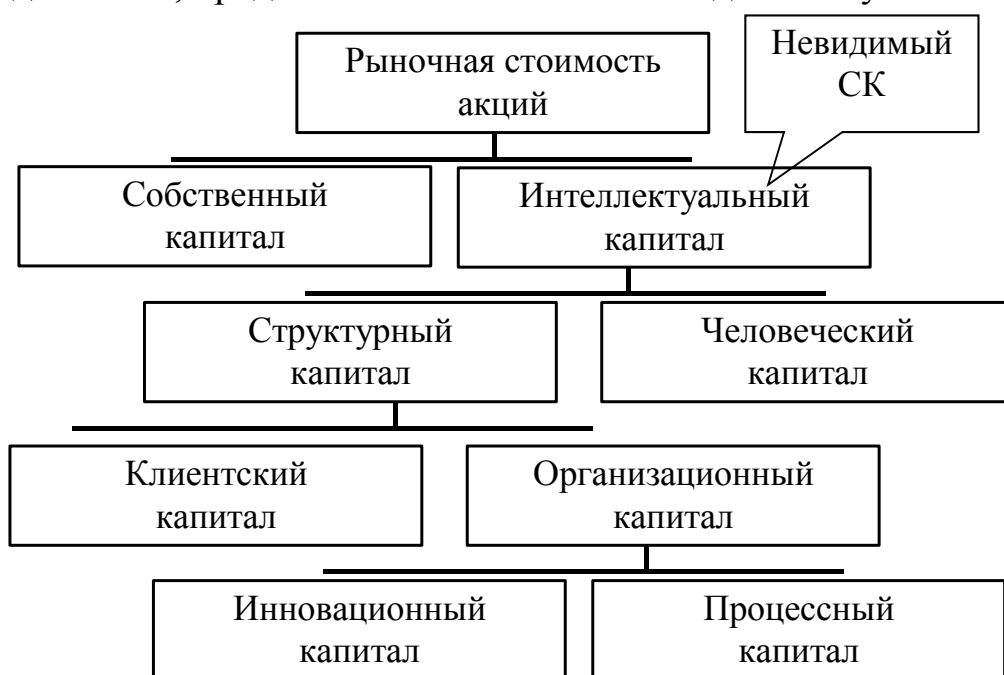 Рыночная стоимость
акций
Невидимый
СК
Собственный
капитал
Интеллектуальный
капитал
Структурный
капитал
Человеческий
капитал
Клиентский
капитал
Организационный
капитал
Инновационный
капитал
Процессный
капитал